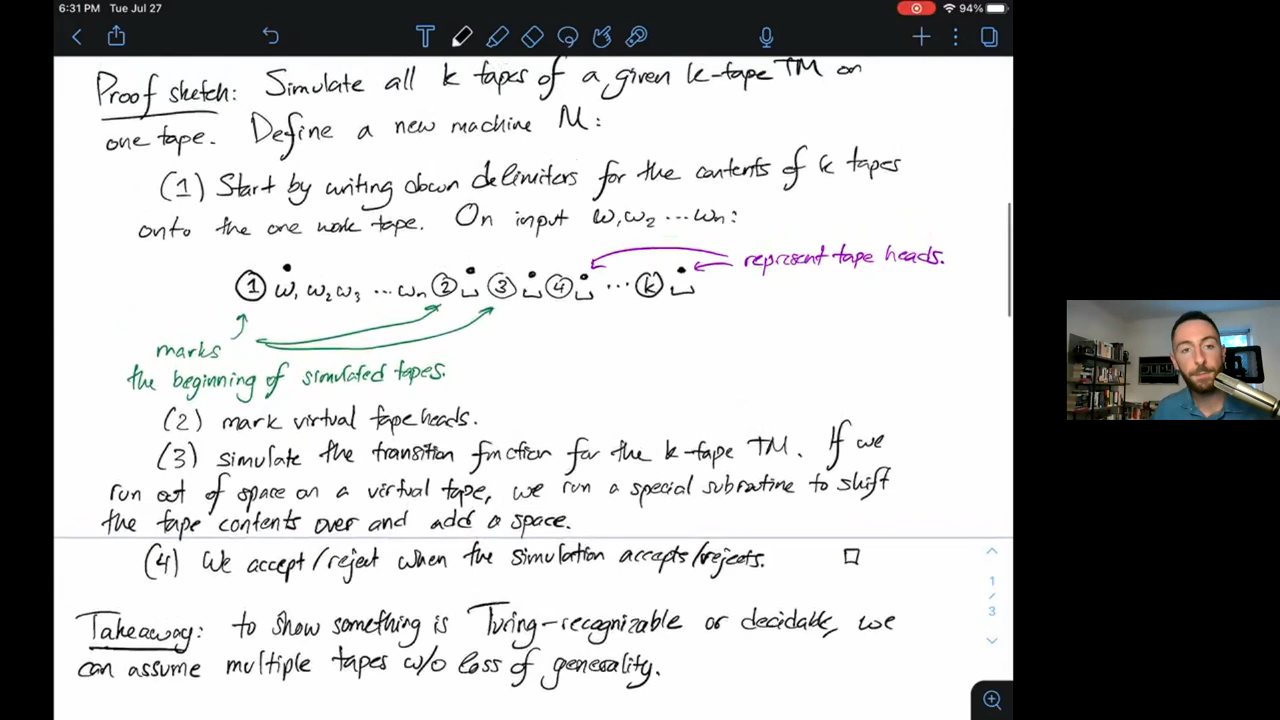 6:31 PM Tue Jul 27
94%
Proof sketch: Simulate all k tapes of a given k-tape TM on
one tape. Define a new machine M:
(1) Start by writing down delimiters for the contents of k tapes
onto the one work tape. On input w₁w₂ ... wₙ:
represent tape heads.
① ẇ₁ w₂ w₃ ... wₙ ② ⊔̇ ③ ⊔̇ ④ ⊔̇ ... ⓚ ⊔̇
marks
the beginning of simulated tapes.
(2) mark virtual tape heads.
(3) simulate the transition function for the k-tape TM. If we
run out of space on a virtual tape, we run a special subroutine to shift
the tape contents over and add a space.
(4) We accept/reject when the simulation accepts/rejects. □
1
/
3
Takeaway: to show something is Turing-recognizable or decidable, we
can assume multiple tapes w/o loss of generality.